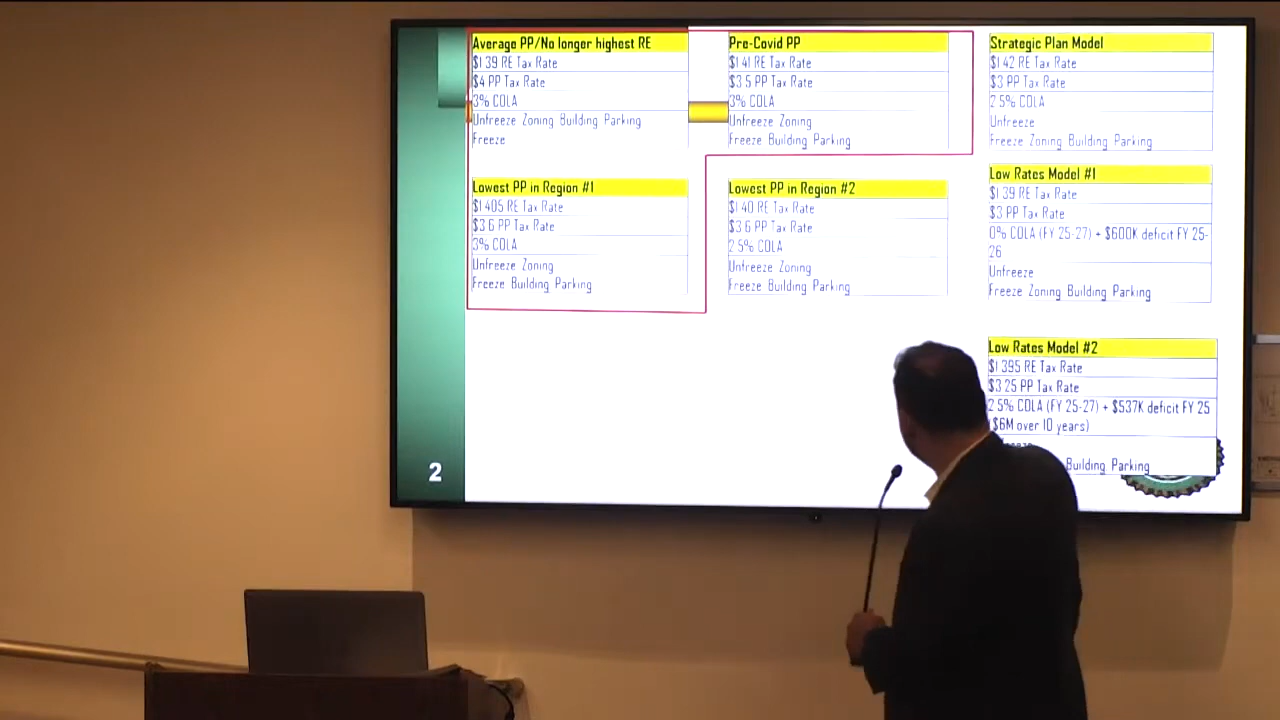 Average PP/No longer highest RE
$1.39 RE Tax Rate
$4 PP Tax Rate
3% COLA
Unfreeze Zoning Building Parking
Freeze
Pre-Covid PP
$1.41 RE Tax Rate
$3.5 PP Tax Rate
3% COLA
Unfreeze Zoning
Freeze Building Parking
Strategic Plan Model
$1.42 RE Tax Rate
$3 PP Tax Rate
2.5% COLA
Unfreeze
Freeze Zoning Building Parking
Lowest PP in Region #1
$1.405 RE Tax Rate
$3.6 PP Tax Rate
3% COLA
Unfreeze Zoning
Freeze Building Parking
Lowest PP in Region #2
$1.40 RE Tax Rate
$3.6 PP Tax Rate
2.5% COLA
Unfreeze Zoning
Freeze Building Parking
Low Rates Model #1
$1.39 RE Tax Rate
$3 PP Tax Rate
0% COLA (FY 25-27) + $600K deficit FY 25-
26
Unfreeze
Freeze Zoning Building Parking
Low Rates Model #2
$1.395 RE Tax Rate
$3.25 PP Tax Rate
2.5% COLA (FY 25-27) + $537K deficit FY 25
($6M over 10 years)
Building Parking
2